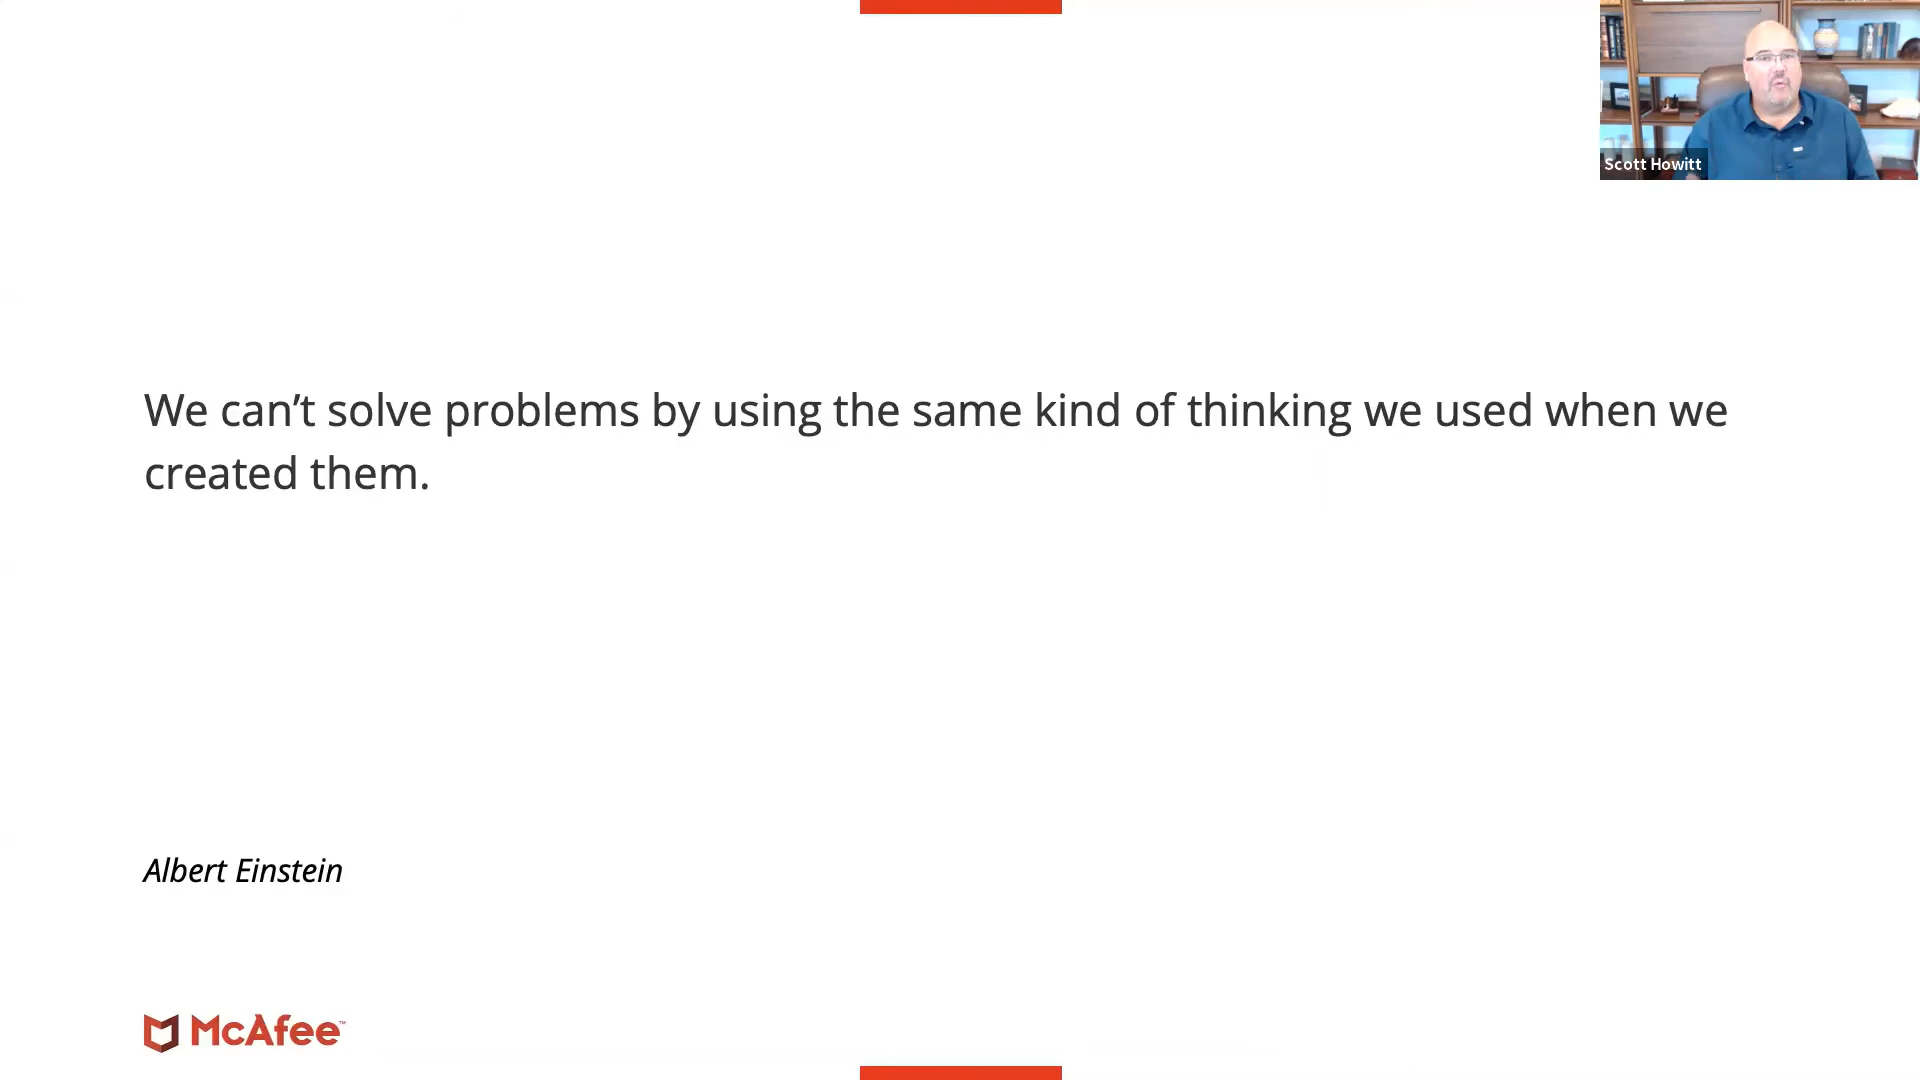 Scott Howitt
We can’t solve problems by using the same kind of thinking we used when we
created them.
Albert Einstein
McAfee™